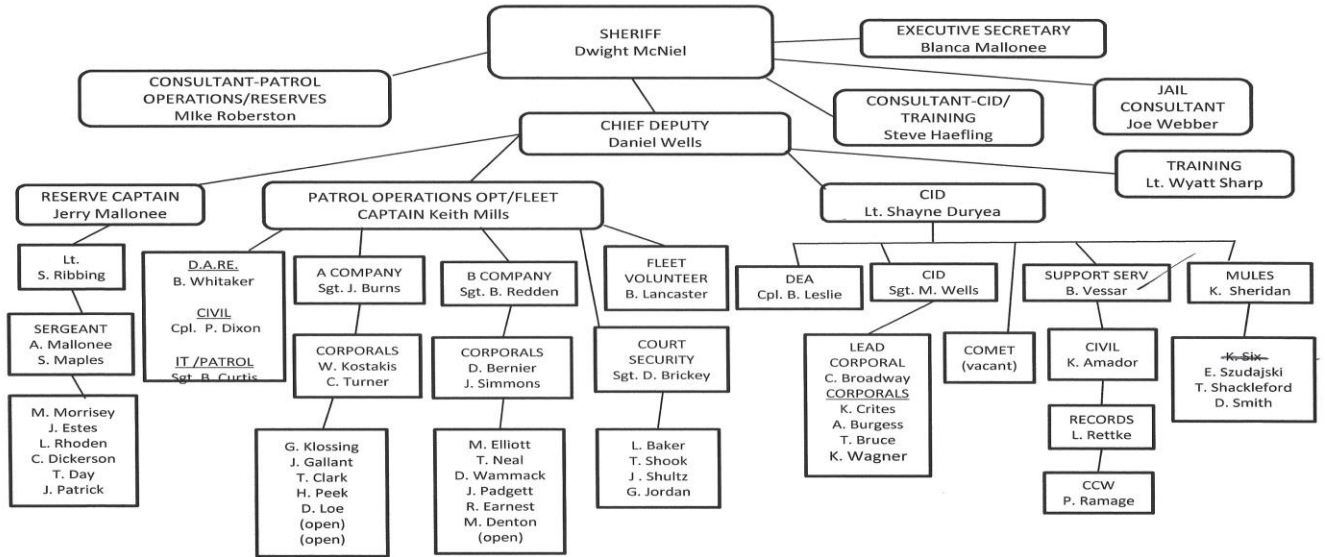 SHERIFF
Dwight McNiel
EXECUTIVE SECRETARY
Blanca Mallonee
CONSULTANT-PATROL
OPERATIONS/RESERVES
MIke Roberston
CONSULTANT-CID/
TRAINING
Steve Haefling
JAIL
CONSULTANT
Joe Webber
CHIEF DEPUTY
Daniel Wells
TRAINING
Lt. Wyatt Sharp
RESERVE CAPTAIN
Jerry Mallonee
PATROL OPERATIONS OPT/FLEET
CAPTAIN Keith Mills
CID
Lt. Shayne Duryea
Lt.
S. Ribbing
SERGEANT
A. Mallonee
S. Maples
M. Morrisey
J. Estes
L. Rhoden
C. Dickerson
T. Day
J. Patrick
D.A.RE.
B. Whitaker
CIVIL
Cpl. P. Dixon
IT /PATROL
Sgt. B. Curtis
A COMPANY
Sgt. J. Burns
CORPORALS
W. Kostakis
C. Turner
G. Klossing
J. Gallant
T. Clark
H. Peek
D. Loe
(open)
(open)
B COMPANY
Sgt. B. Redden
CORPORALS
D. Bernier
J. Simmons
M. Elliott
T. Neal
D. Wammack
J. Padgett
R. Earnest
M. Denton
(open)
FLEET
VOLUNTEER
B. Lancaster
COURT
SECURITY
Sgt. D. Brickey
L. Baker
T. Shook
J . Shultz
G. Jordan
DEA
Cpl. B. Leslie
CID
Sgt. M. Wells
LEAD
CORPORAL
C. Broadway
CORPORALS
K. Crites
A. Burgess
T. Bruce
K. Wagner
COMET
(vacant)
SUPPORT SERV
B. Vessar
CIVIL
K. Amador
RECORDS
L. Rettke
CCW
P. Ramage
MULES
K. Sheridan
K. Six
E. Szudajski
T. Shackleford
D. Smith